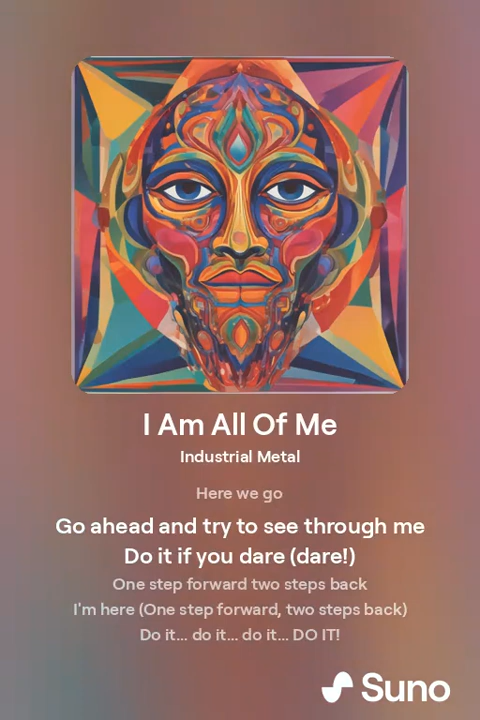 I Am All Of Me
Industrial Metal
Here we go
Go ahead and try to see through me
Do it if you dare (dare!)
One step forward two steps back
I'm here (One step forward, two steps back)
Do it... do it... do it... DO IT!
Suno